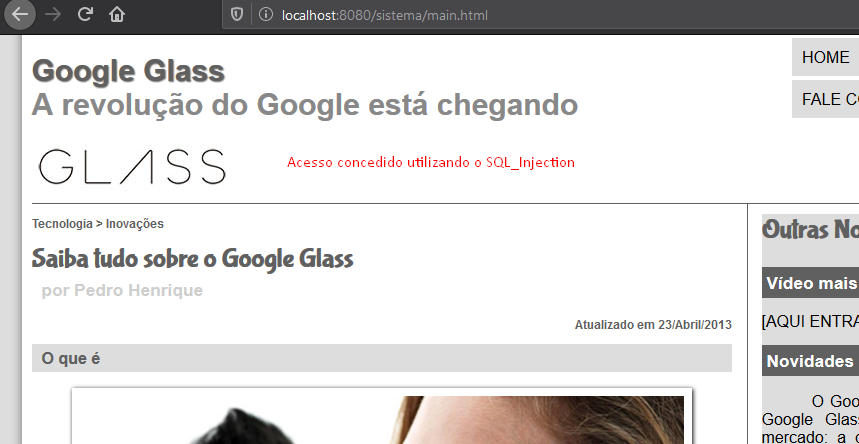 localhost:8080/sistema/main.html
Google Glass
A revolução do Google está chegando
HOME
FALE CO
GLASS
Acesso concedido utilizando o SQL_Injection
Tecnologia > Inovações
Saiba tudo sobre o Google Glass
por Pedro Henrique
Atualizado em 23/Abril/2013
O que é
Outras No
Vídeo mais
[AQUI ENTRA
Novidades
O Goo
Google Glas
mercado: a